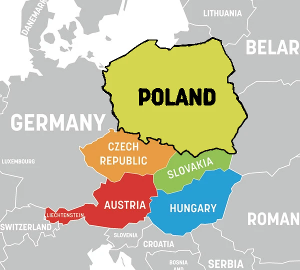 DENMARK
LITHUANIA
BELAR
POLAND
GERMANY
CZECH
REPUBLIC
SLOVAKIA
LUXEMBOURG
AUSTRIA
LIECHTENSTEIN
HUNGARY
ROMAN
SWITZERLAND
SLOVENIA
CROATIA
BOSNIA
AND
SERBIA